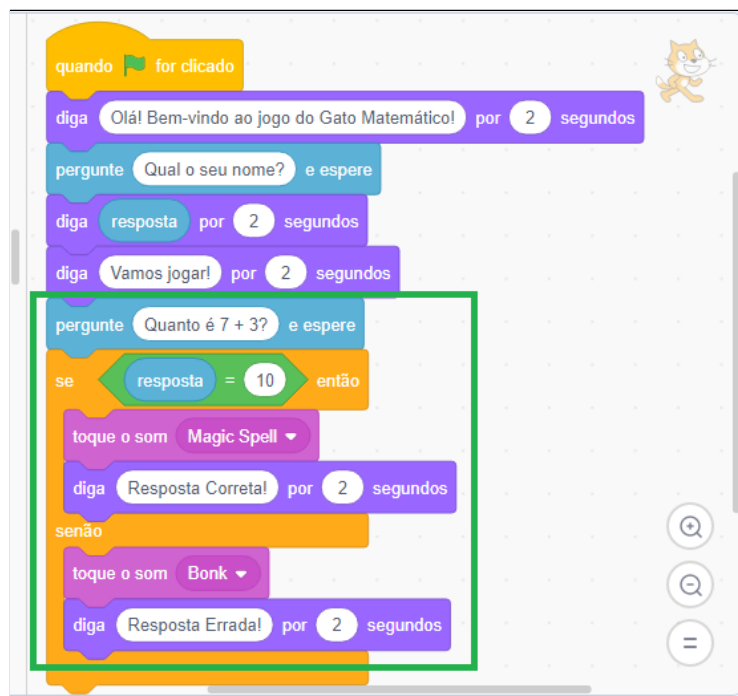 quando for clicado
diga Olá! Bem-vindo ao jogo do Gato Matemático! por 2 segundos
pergunte Qual o seu nome? e espere
diga resposta por 2 segundos
diga Vamos jogar! por 2 segundos
pergunte Quanto é 7 + 3? e espere
se resposta = 10 então
toque o som Magic Spell
diga Resposta Correta! por 2 segundos
senão
toque o som Bonk
diga Resposta Errada! por 2 segundos